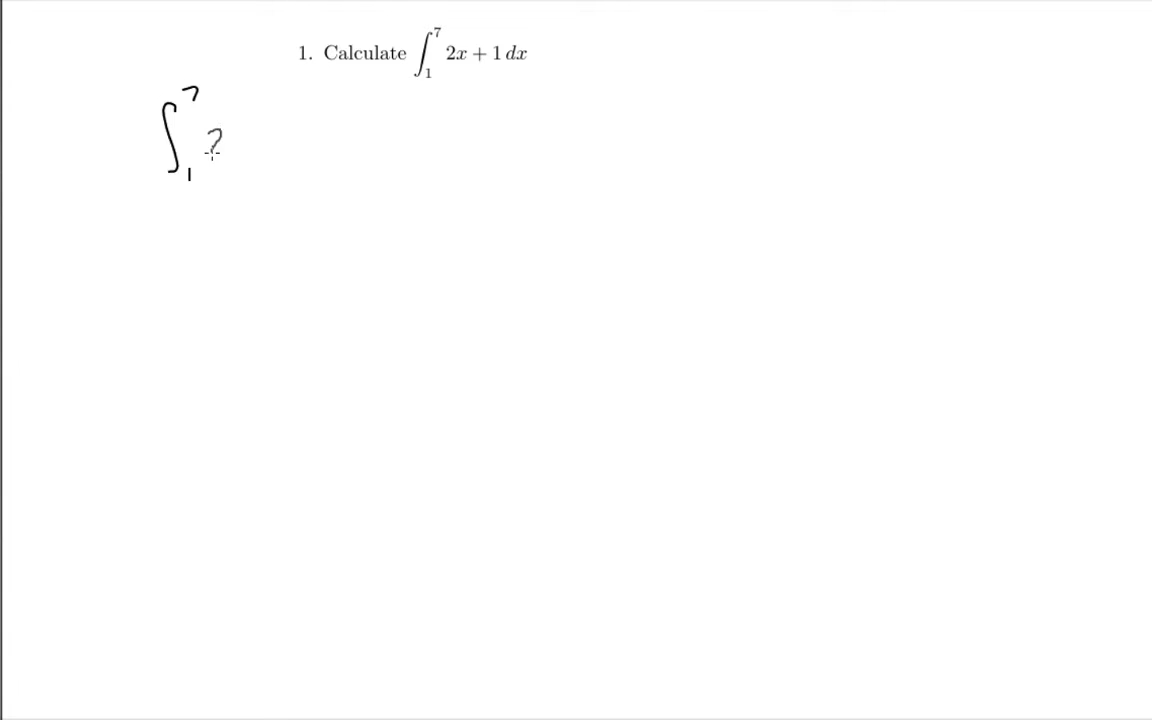 1. Calculate ∫₁⁷ 2x + 1 dx
∫₁⁷ ?